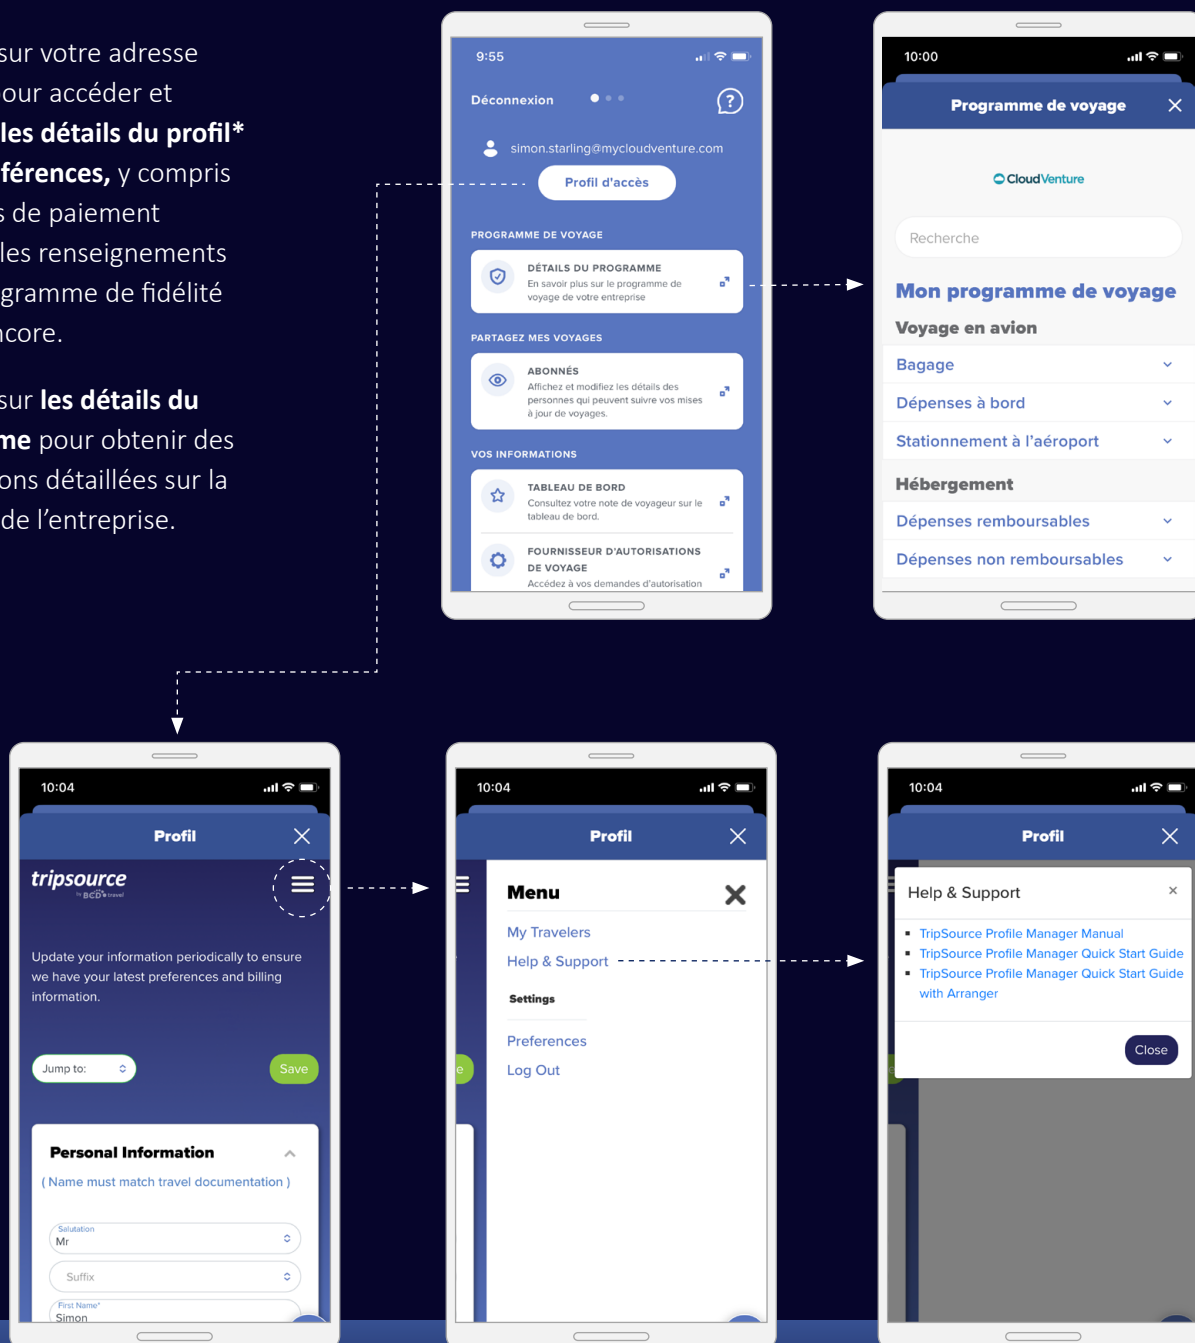 sur votre adresse
pour accéder et
les détails du profil*
férences, y compris
s de paiement
les renseignements
gramme de fidélité
ncore.
sur les détails du
me pour obtenir des
ons détaillées sur la
de l'entreprise.
9:55
Déconnexion
?
simon.starling@mycloudventure.com
Profil d'accès
PROGRAMME DE VOYAGE
DÉTAILS DU PROGRAMME
En savoir plus sur le programme de
voyage de votre entreprise
PARTAGEZ MES VOYAGES
ABONNÉS
Affichez et modifiez les détails des
personnes qui peuvent suivre vos mises
à jour de voyages.
VOS INFORMATIONS
TABLEAU DE BORD
Consultez votre note de voyageur sur le
tableau de bord.
FOURNISSEUR D'AUTORISATIONS
DE VOYAGE
Accédez à vos demandes d'autorisation
10:00
Programme de voyage
CloudVenture
Recherche
Mon programme de voyage
Voyage en avion
Bagage
Dépenses à bord
Stationnement à l'aéroport
Hébergement
Dépenses remboursables
Dépenses non remboursables
10:04
Profil
tripsource
by BCD travel
Update your information periodically to ensure
we have your latest preferences and billing
information.
Jump to:
Save
Personal Information
( Name must match travel documentation )
Salutation
Mr
Suffix
First Name*
Simon
10:04
Profil
Menu
My Travelers
Help & Support
Settings
Preferences
Log Out
e
10:04
Profil
Help & Support
×
▪ TripSource Profile Manager Manual
▪ TripSource Profile Manager Quick Start Guide
▪ TripSource Profile Manager Quick Start Guide
with Arranger
Close